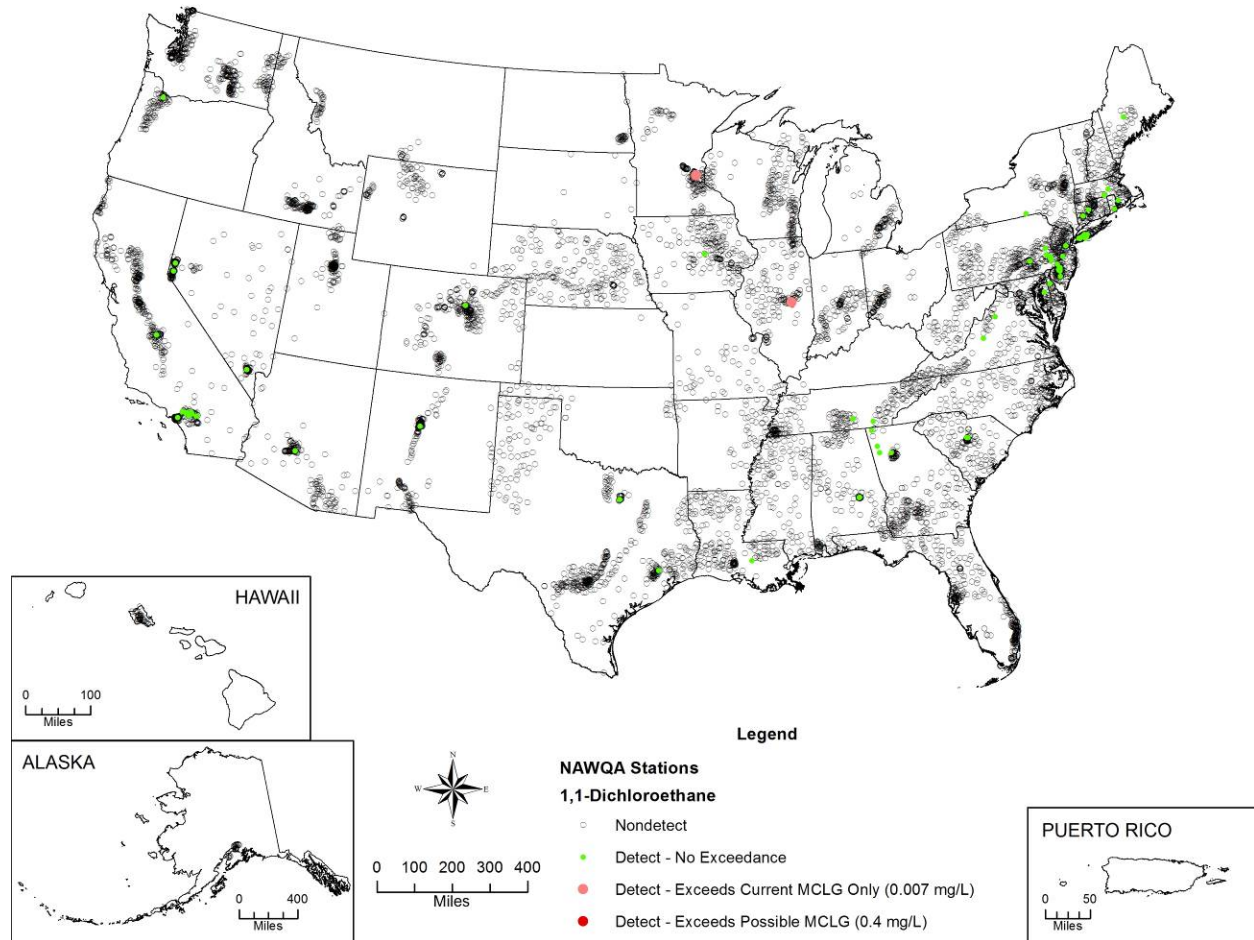 HAWAII
0 100
Miles
ALASKA
0 400
Miles
N
W E
S
0 100 200 300 400
Miles
Legend
NAWQA Stations
1,1-Dichloroethane
Nondetect
Detect - No Exceedance
Detect - Exceeds Current MCLG Only (0.007 mg/L)
Detect - Exceeds Possible MCLG (0.4 mg/L)
PUERTO RICO
0 50
Miles